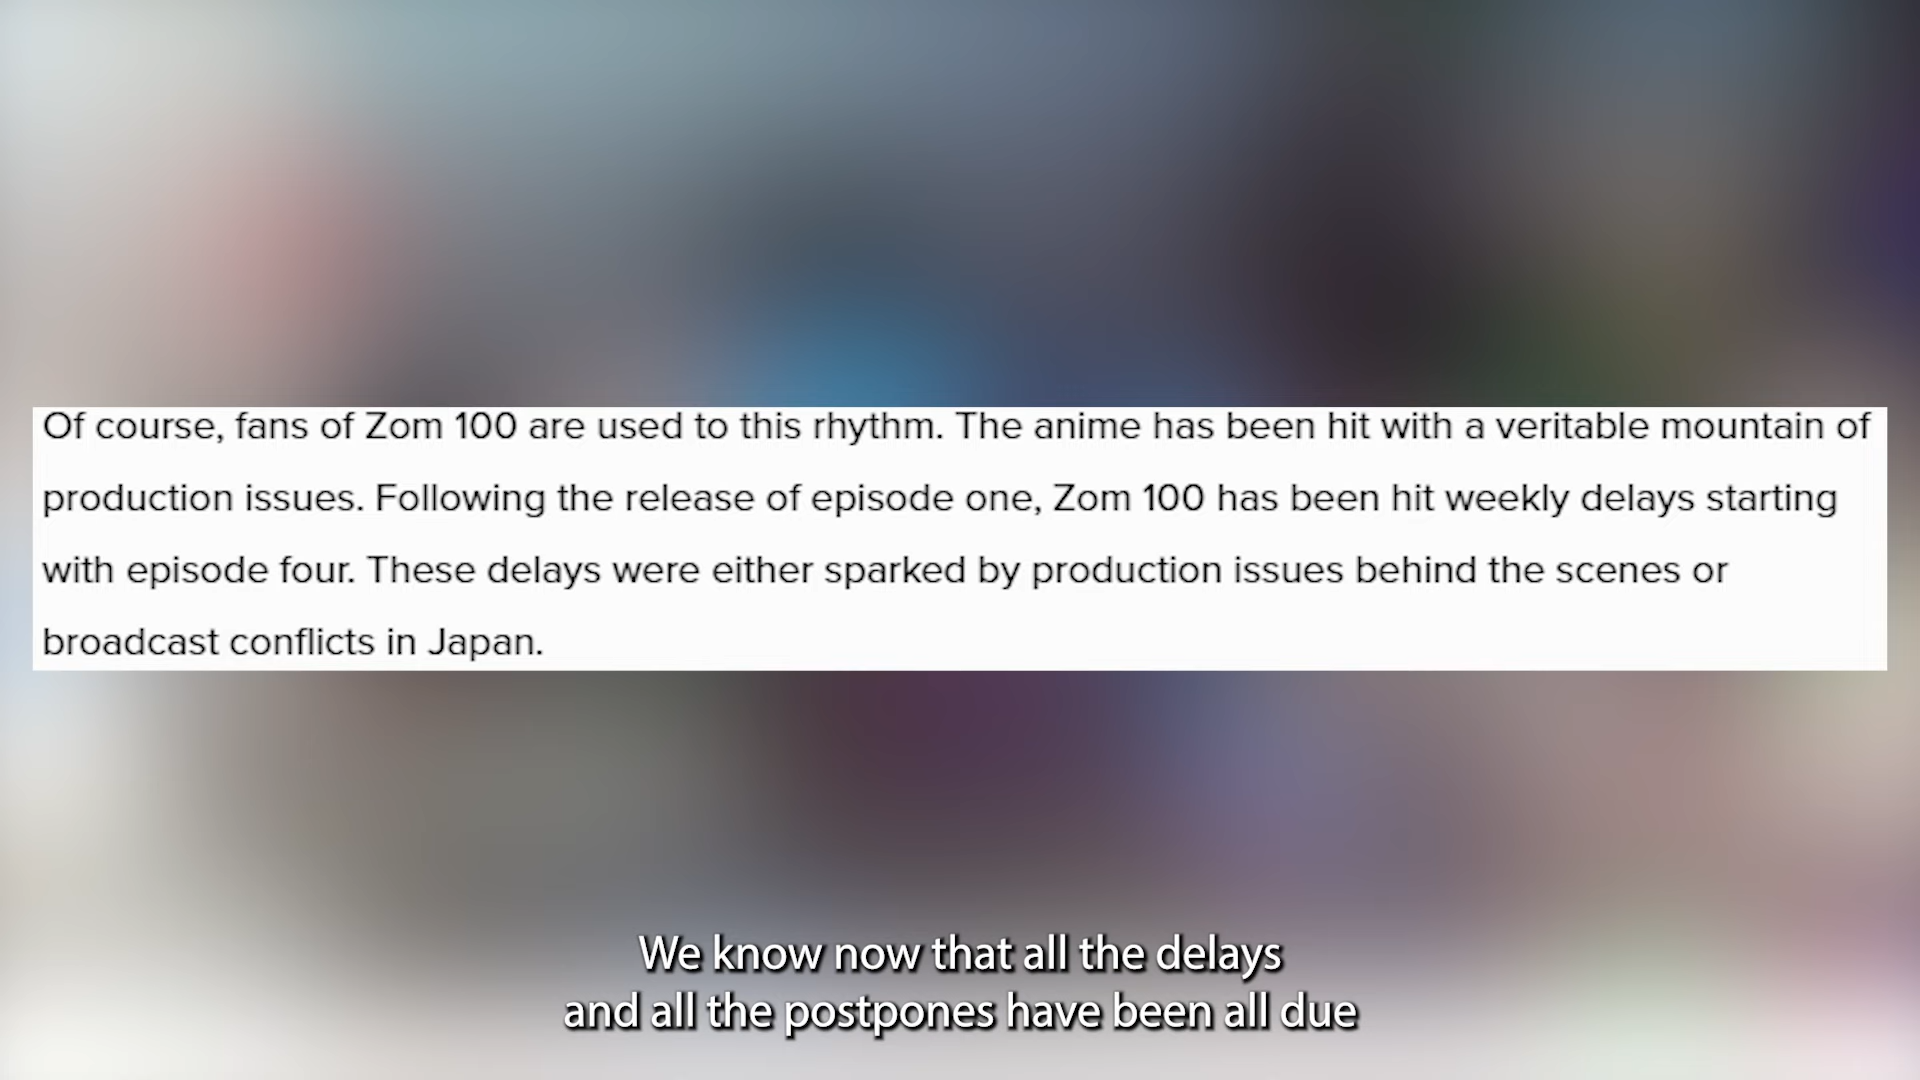 Of course, fans of Zom 100 are used to this rhythm. The anime has been hit with a veritable mountain of
production issues. Following the release of episode one, Zom 100 has been hit weekly delays starting
with episode four. These delays were either sparked by production issues behind the scenes or
broadcast conflicts in Japan.
We know now that all the delays
and all the postpones have been all due